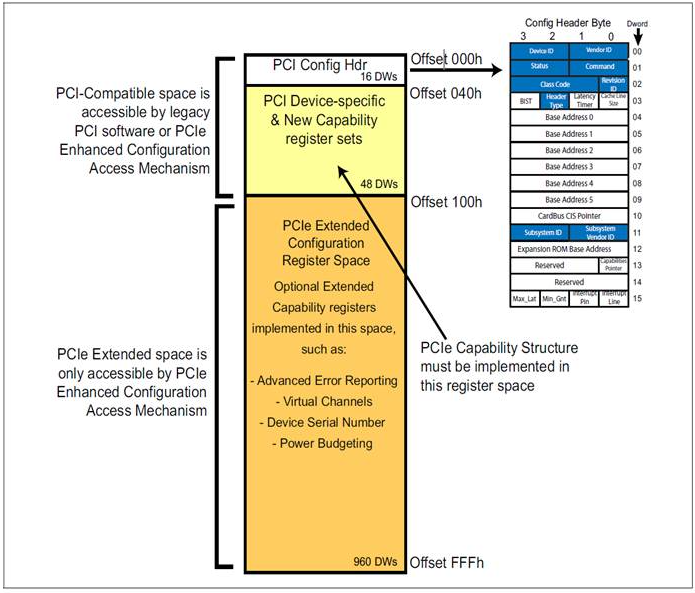 PCI-Compatible space is
accessible by legacy
PCI software or PCIe
Enhanced Configuration
Access Mechanism
PCIe Extended space is
only accessible by PCIe
Enhanced Configuration
Access Mechanism
PCI Config Hdr
16 DWs
PCI Device-specific
& New Capability
register sets
48 DWs
PCIe Extended
Configuration
Register Space
Optional Extended
Capability registers
implemented in this space,
such as:
- Advanced Error Reporting
- Virtual Channels
- Device Serial Number
- Power Budgeting
960 DWs
Offset 000h
Offset 040h
Offset 100h
Offset FFFh
PCIe Capability Structure
must be implemented in
this register space
Config Header Byte
3 2 1 0
Dword
Device ID Vendor ID 00
Status Command 01
Class Code Revision ID 02
BIST Header Type Latency Timer Cache Line Size 03
Base Address 0 04
Base Address 1 05
Base Address 2 06
Base Address 3 07
Base Address 4 08
Base Address 5 09
CardBus CIS Pointer 10
Subsystem ID Subsystem Vendor ID 11
Expansion ROM Base Address 12
Reserved Capabilities Pointer 13
Reserved 14
Max_Lat Min_Gnt Interrupt Pin Interrupt Line 15